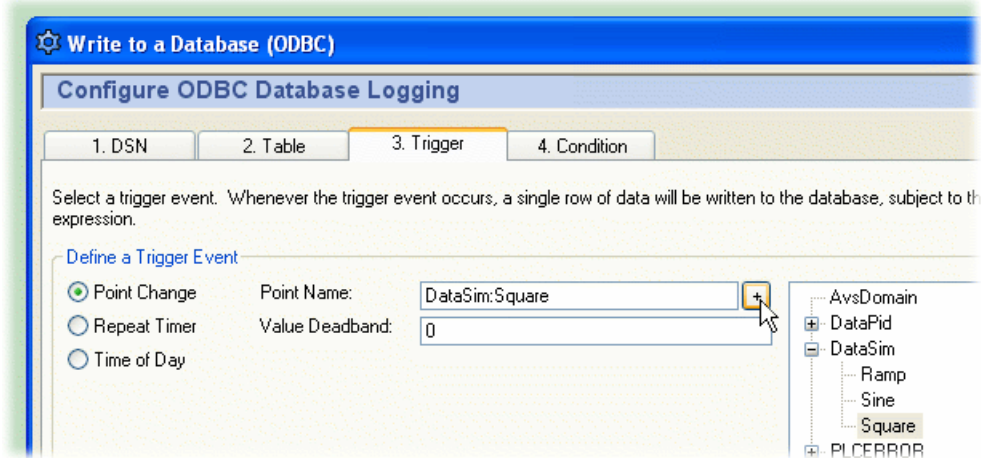 Write to a Database (ODBC)
Configure ODBC Database Logging
1. DSN
2. Table
3. Trigger
4. Condition
Select a trigger event. Whenever the trigger event occurs, a single row of data will be written to the database, subject to
expression.
Define a Trigger Event
Point Change
Point Name:
DataSim:Square
+
Repeat Timer
Value Deadband:
0
Time of Day
AvsDomain
DataPid
DataSim
Ramp
Sine
Square
PLCERROR